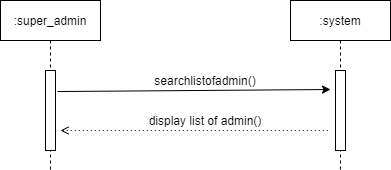 :super_admin
:system
searchlistofadmin()
display list of admin()